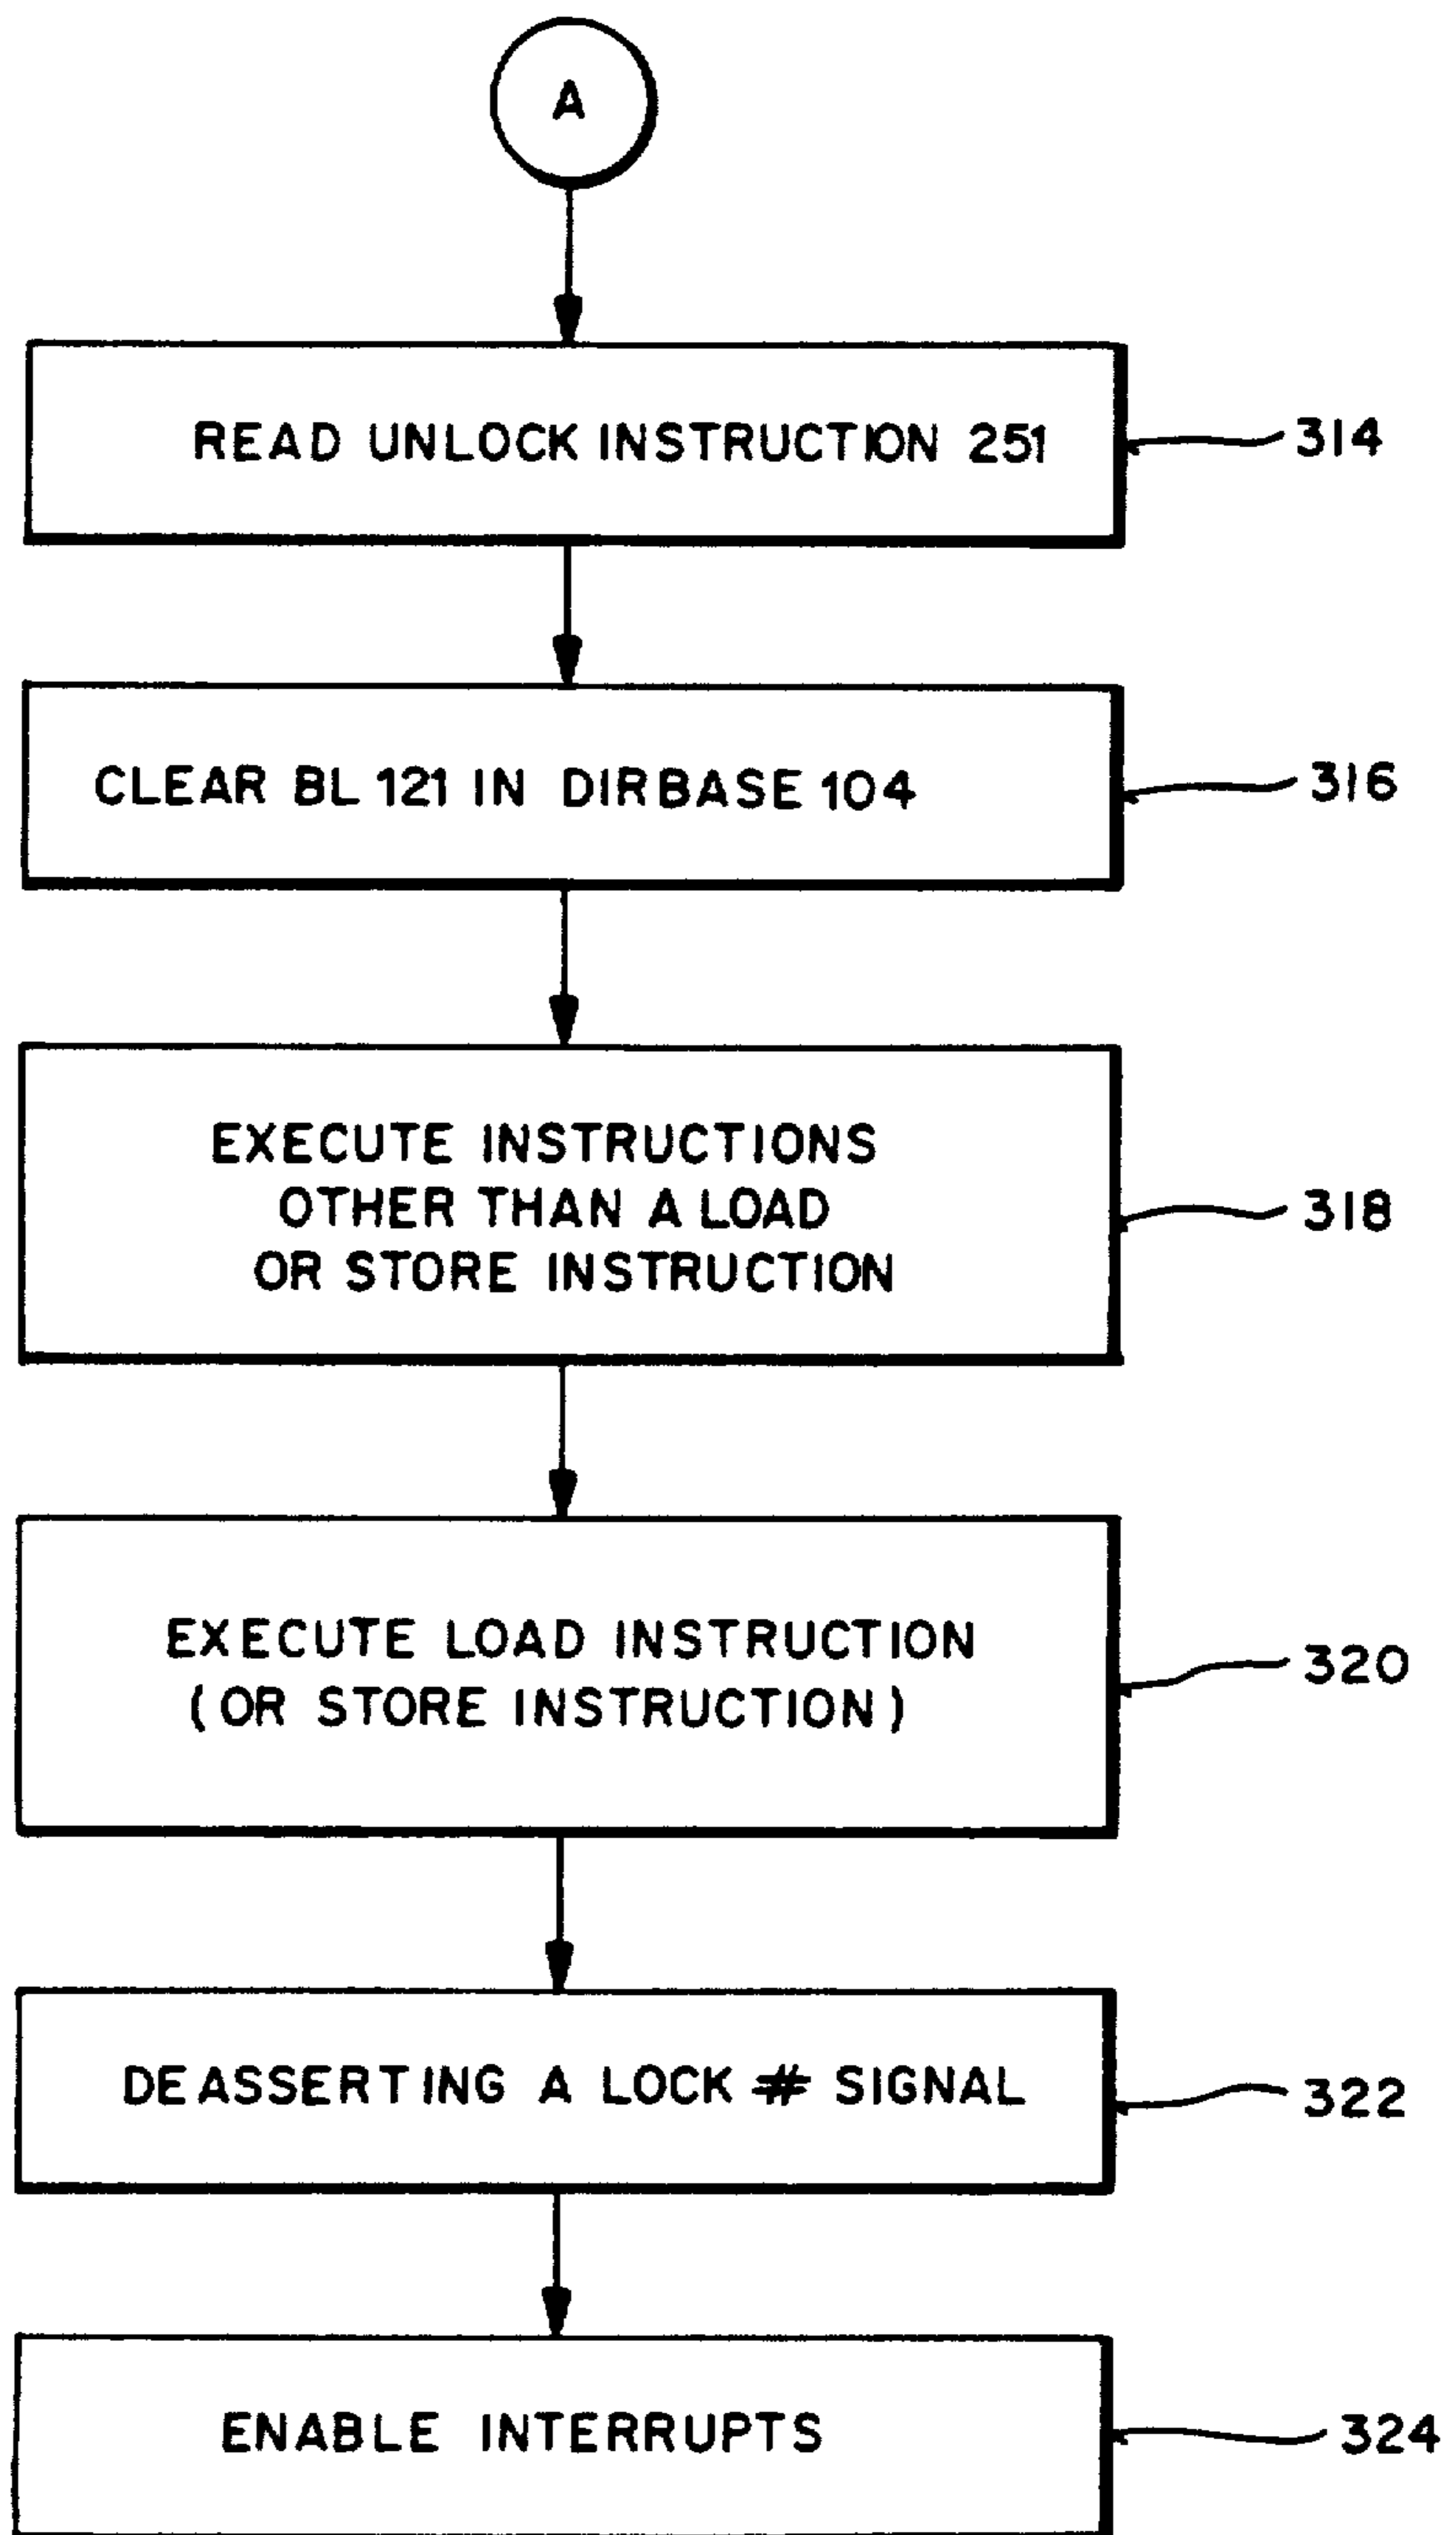 A
READ UNLOCK INSTRUCTION 251
314
CLEAR BL 121 IN DIRBASE 104
316
EXECUTE INSTRUCTIONS
OTHER THAN A LOAD
OR STORE INSTRUCTION
318
EXECUTE LOAD INSTRUCTION
(OR STORE INSTRUCTION)
320
DEASSERTING A LOCK # SIGNAL
322
ENABLE INTERRUPTS
324